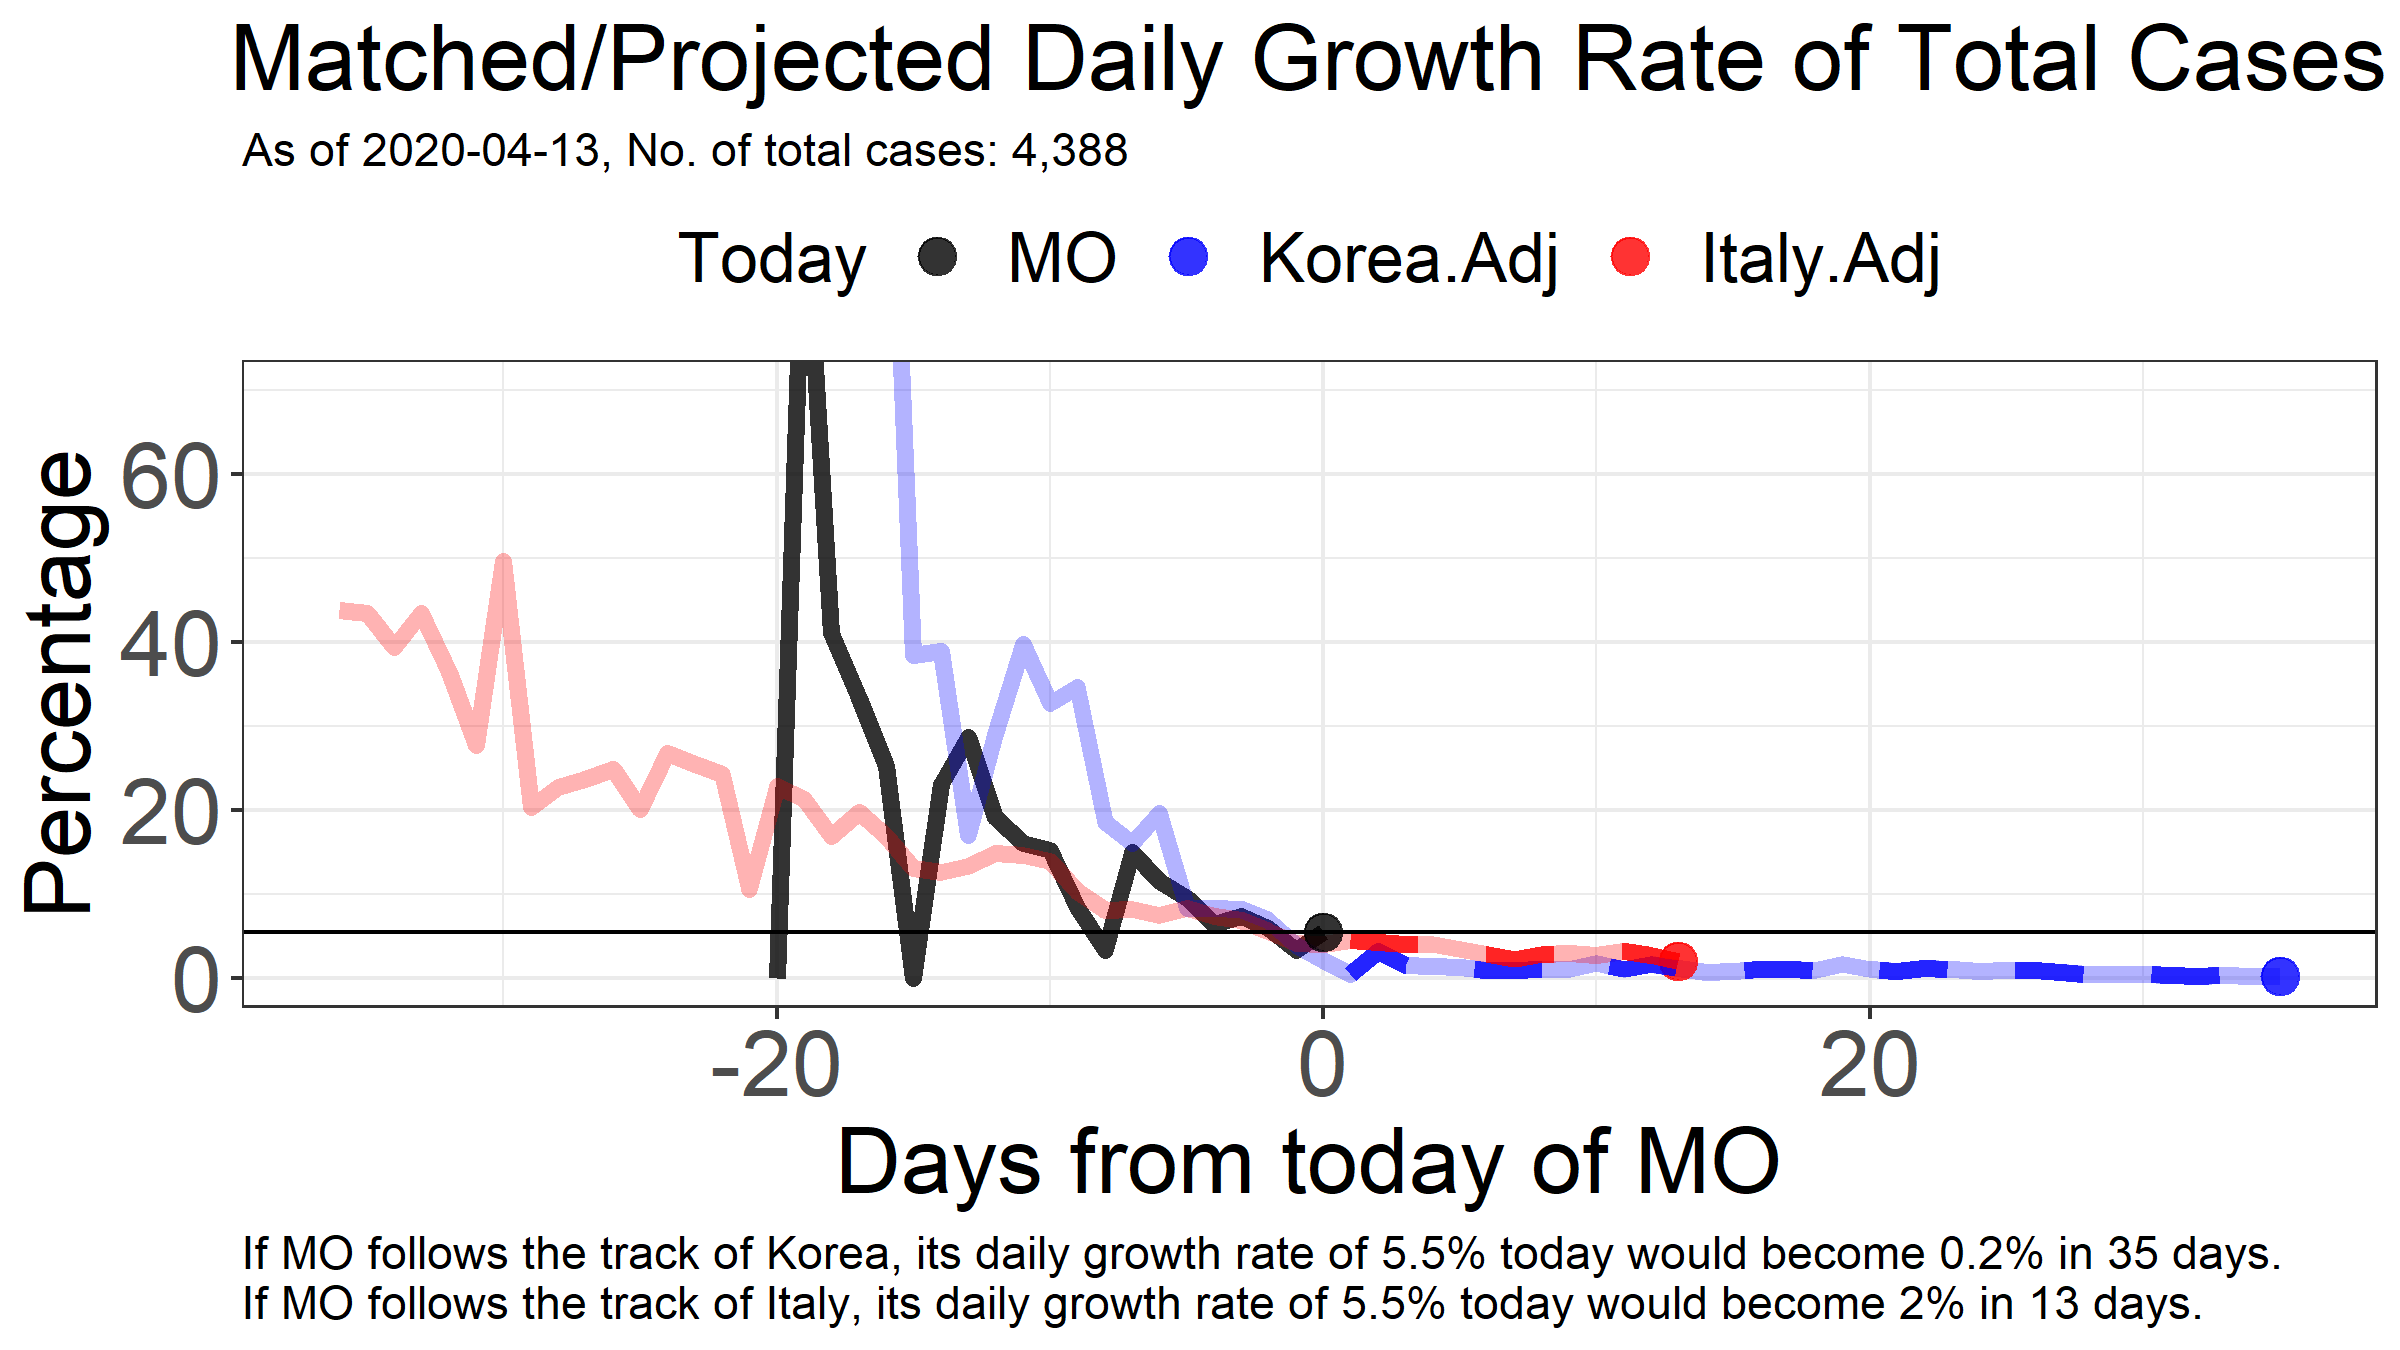 Matched/Projected Daily Growth Rate of Total Cases
As of 2020-04-13, No. of total cases: 4,388
Today MO Korea.Adj Italy.Adj
Percentage
60
40
20
0
-20 0 20
Days from today of MO
If MO follows the track of Korea, its daily growth rate of 5.5% today would become 0.2% in 35 days.
If MO follows the track of Italy, its daily growth rate of 5.5% today would become 2% in 13 days.